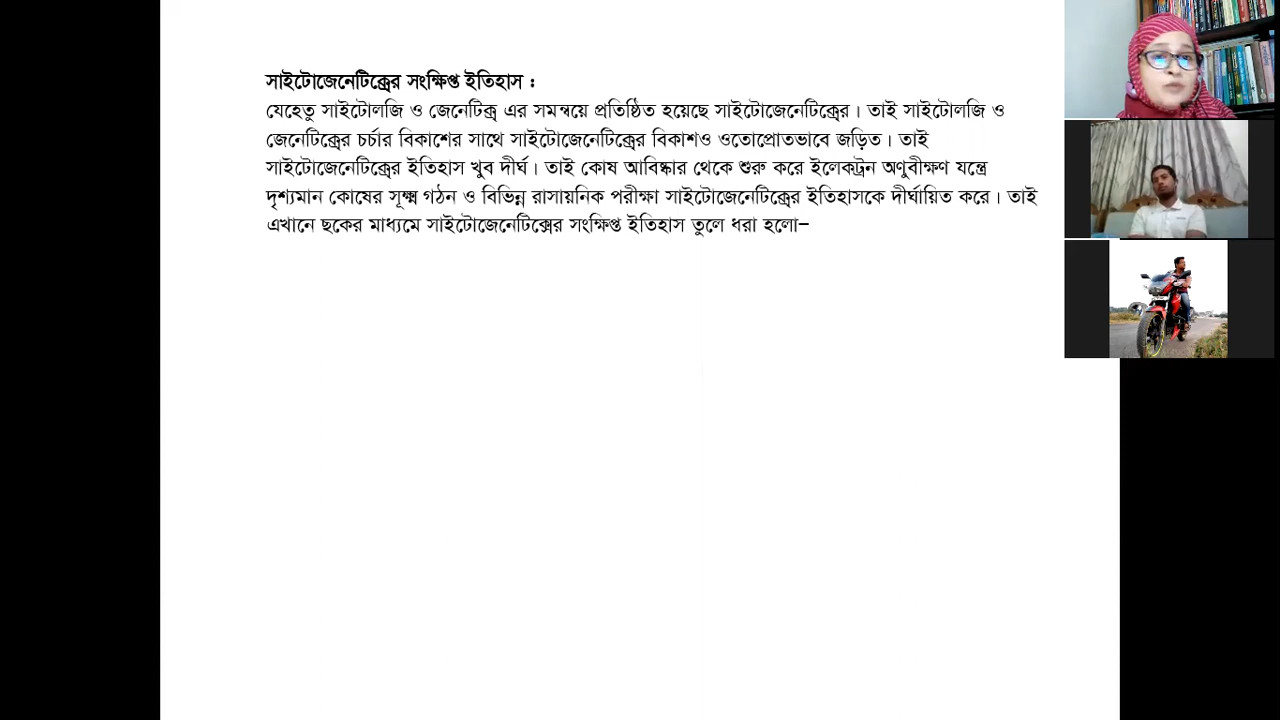 সাইটোজেনেটিক্সের সংক্ষিপ্ত ইতিহাস :
যেহেতু সাইটোলজি ও জেনেটিক্স এর সমন্বয়ে প্রতিষ্ঠিত হয়েছে সাইটোজেনেটিক্সের। তাই সাইটোলজি ও
জেনেটিক্সের চর্চার বিকাশের সাথে সাইটোজেনেটিক্সের বিকাশও ওতোপ্রোতভাবে জড়িত। তাই
সাইটোজেনেটিক্সের ইতিহাস খুব দীর্ঘ। তাই কোষ আবিষ্কার থেকে শুরু করে ইলেকট্রন অণুবীক্ষণ যন্ত্রে
দৃশ্যমান কোষের সূক্ষ্ম গঠন ও বিভিন্ন রাসায়নিক পরীক্ষা সাইটোজেনেটিক্সের ইতিহাসকে দীর্ঘায়িত করে। তাই
এখানে ছকের মাধ্যমে সাইটোজেনেটিক্সের সংক্ষিপ্ত ইতিহাস তুলে ধরা হলো–